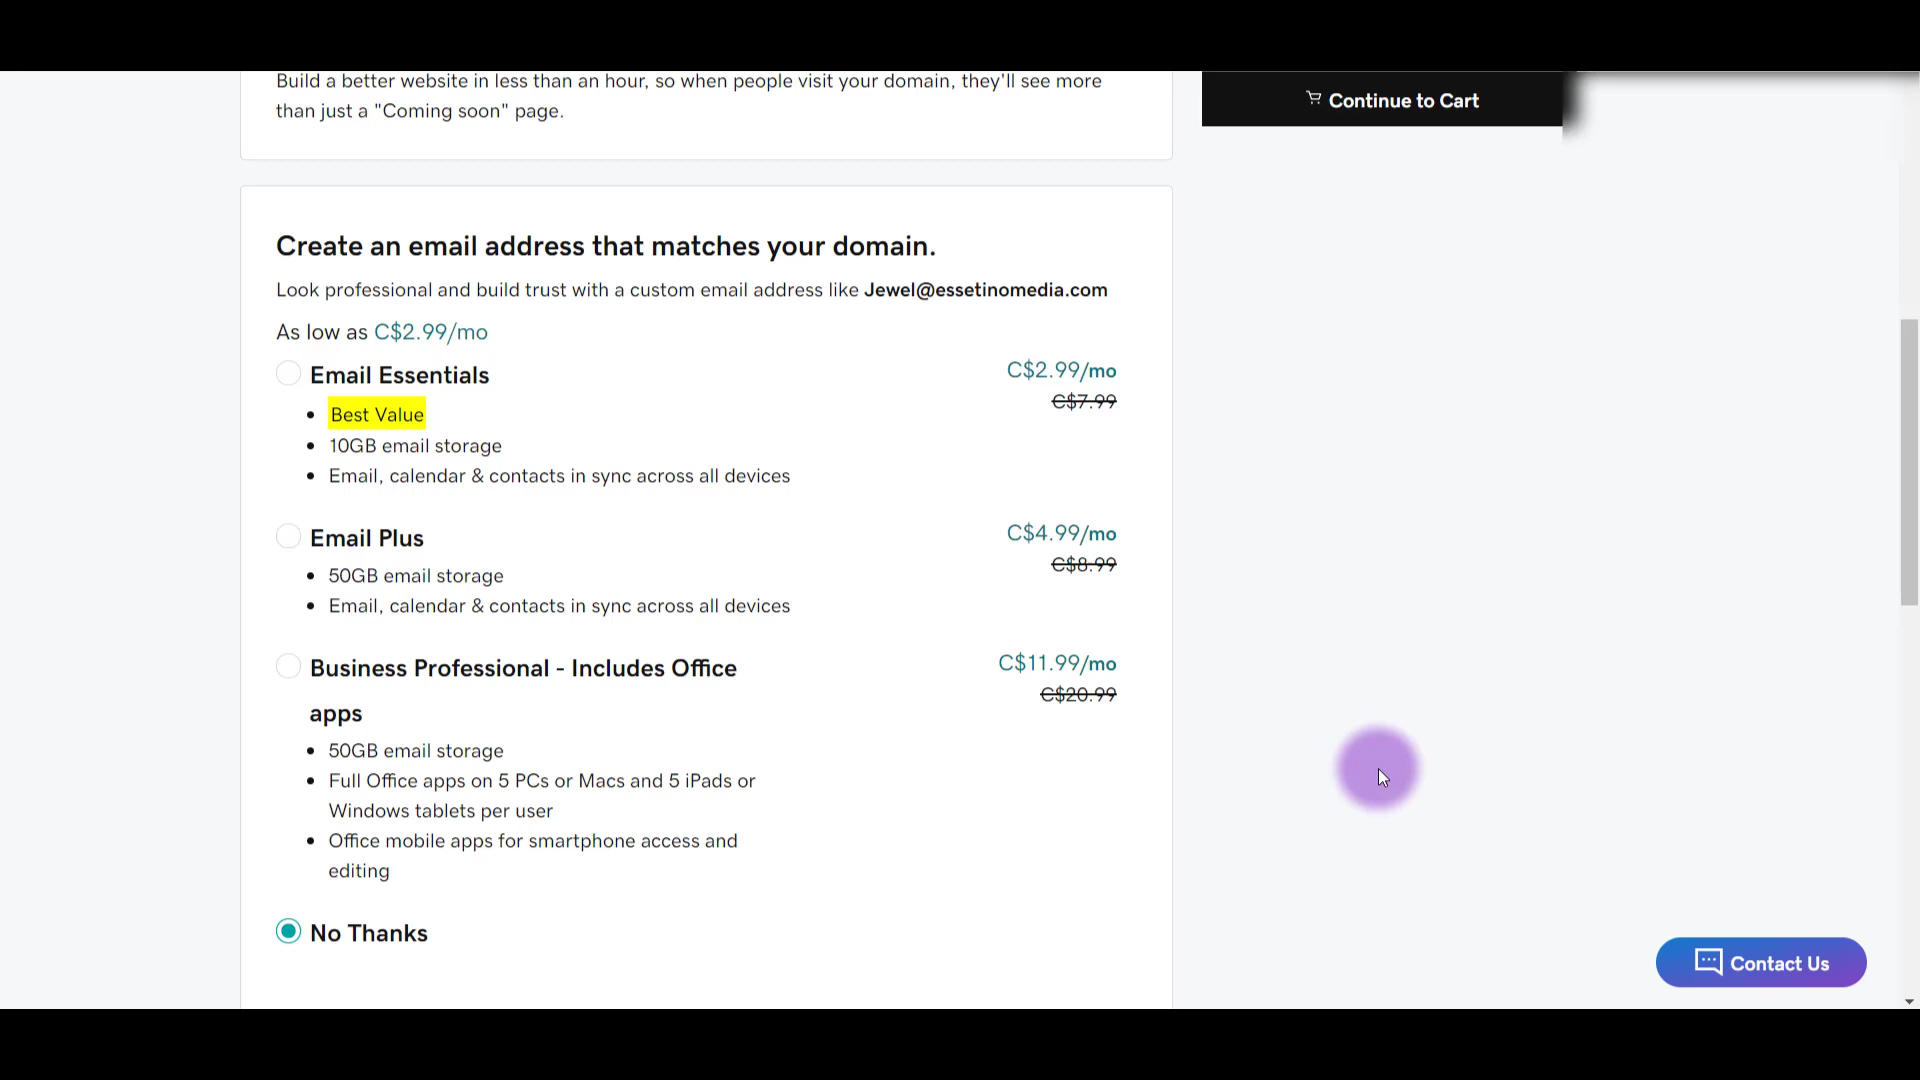 Build a better website in less than an hour, so when people visit your domain, they'll see more
than just a "Coming soon" page.
Continue to Cart
Create an email address that matches your domain.
Look professional and build trust with a custom email address like Jewel@essetinomedia.com
As low as C$2.99/mo
Email Essentials
C$2.99/mo
C$7.99
• Best Value
• 10GB email storage
• Email, calendar & contacts in sync across all devices
Email Plus
C$4.99/mo
C$8.99
• 50GB email storage
• Email, calendar & contacts in sync across all devices
Business Professional - Includes Office
apps
C$11.99/mo
C$20.99
• 50GB email storage
• Full Office apps on 5 PCs or Macs and 5 iPads or
Windows tablets per user
• Office mobile apps for smartphone access and
editing
No Thanks
Contact Us